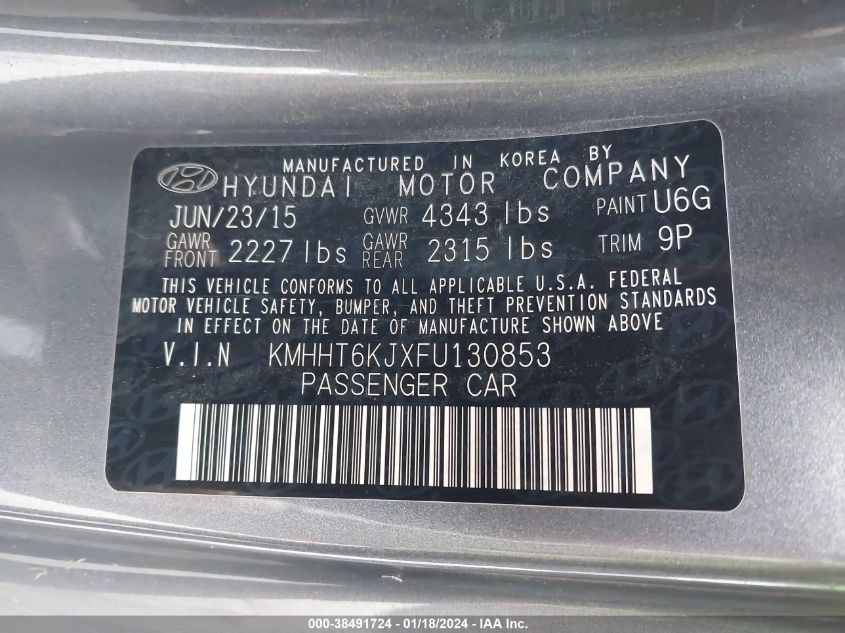 MANUFACTURED IN KOREA BY
HYUNDAI MOTOR COMPANY
JUN/23/15 GVWR 4343 lbs PAINT U6G
GAWR FRONT 2227 lbs GAWR REAR 2315 lbs TRIM 9P
THIS VEHICLE CONFORMS TO ALL APPLICABLE U.S.A. FEDERAL
MOTOR VEHICLE SAFETY, BUMPER, AND THEFT PREVENTION STANDARDS
IN EFFECT ON THE DATE OF MANUFACTURE SHOWN ABOVE
V.I.N KMHHT6KJXFU130853
PASSENGER CAR
000-38491724 - 01/18/2024 - IAA Inc.